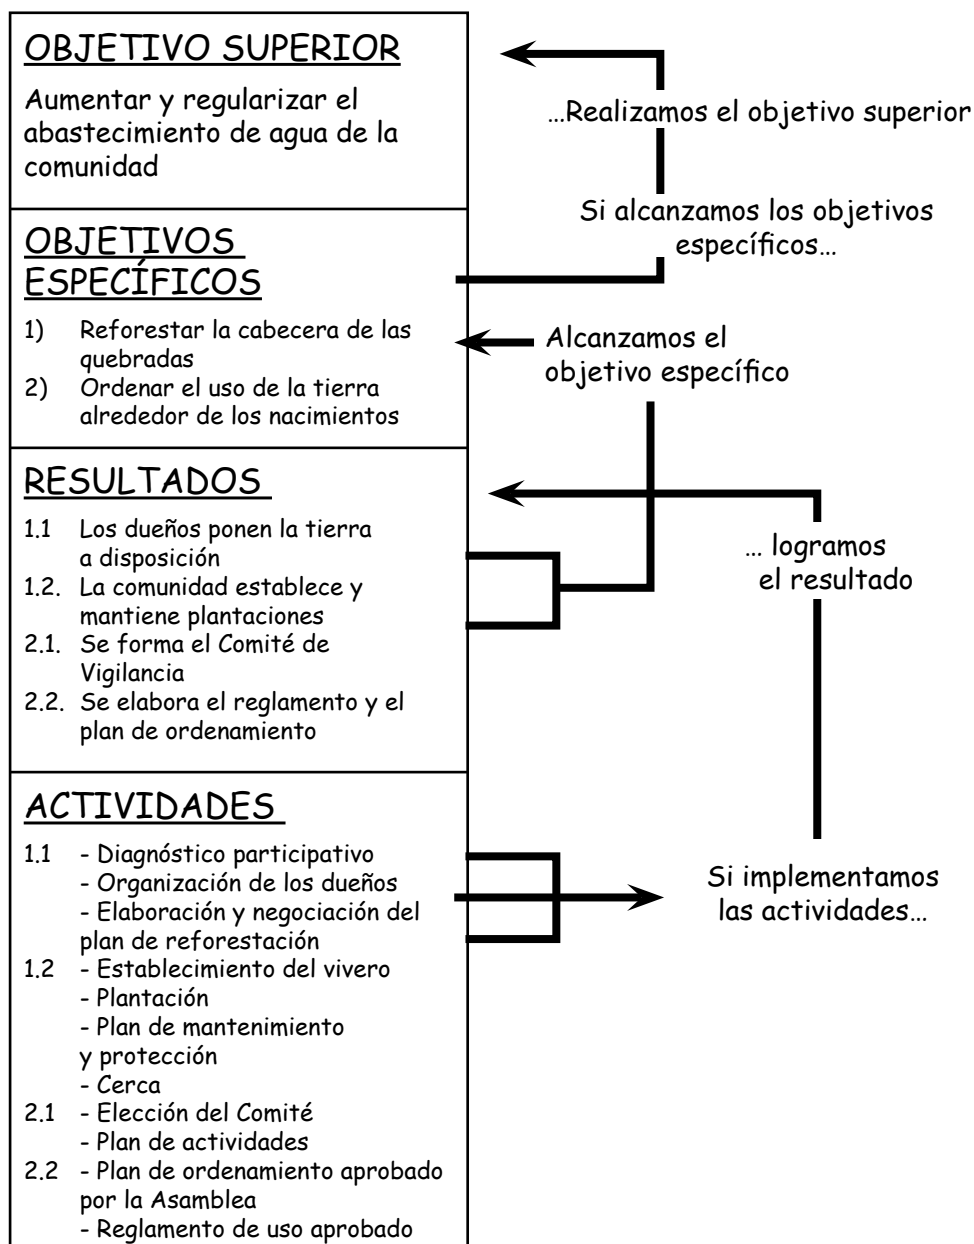 OBJETIVO SUPERIOR
Aumentar y regularizar el
abastecimiento de agua de la
comunidad
...Realizamos el objetivo superior
Si alcanzamos los objetivos
específicos...
OBJETIVOS
ESPECÍFICOS
1) Reforestar la cabecera de las
quebradas
2) Ordenar el uso de la tierra
alrededor de los nacimientos
Alcanzamos el
objetivo específico
RESULTADOS
1.1 Los dueños ponen la tierra
a disposición
1.2. La comunidad establece y
mantiene plantaciones
2.1. Se forma el Comité de
Vigilancia
2.2. Se elabora el reglamento y el
plan de ordenamiento
... logramos
el resultado
ACTIVIDADES
1.1 - Diagnóstico participativo
- Organización de los dueños
- Elaboración y negociación del
plan de reforestación
1.2 - Establecimiento del vivero
- Plantación
- Plan de mantenimiento
y protección
- Cerca
2.1 - Elección del Comité
- Plan de actividades
2.2 - Plan de ordenamiento aprobado
por la Asamblea
- Reglamento de uso aprobado
Si implementamos
las actividades...